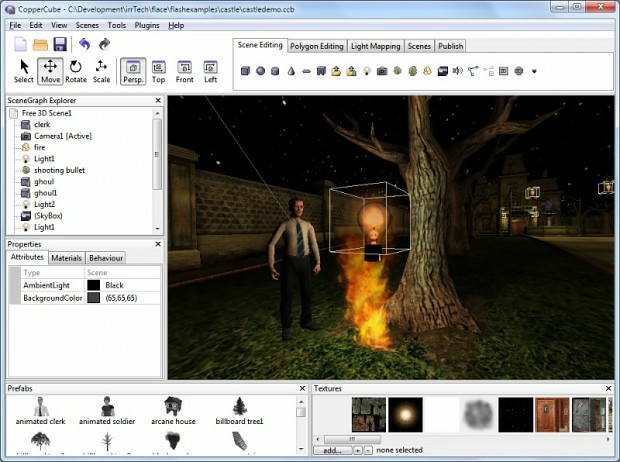 CopperCube - C:\Development\irrTech\flace\flashexamples\castle\castledemo.ccb
File Edit View Scenes Tools Plugins Help
Select Move Rotate Scale Persp. Top Front Left
Scene Editing Polygon Editing Light Mapping Scenes Publish
SceneGraph Explorer
Free 3D Scene1
clerk
Camera1 [Active]
fire
Light1
shooting bullet
ghoul
ghoul1
Light2
(SkyBox)
Light1
Properties
Attributes Materials Behaviour
Type Scene
AmbientLight Black
BackgroundColor (65,65,65)
Prefabs
animated clerk animated soldier arcane house billboard tree1
Textures
add... + - none selected